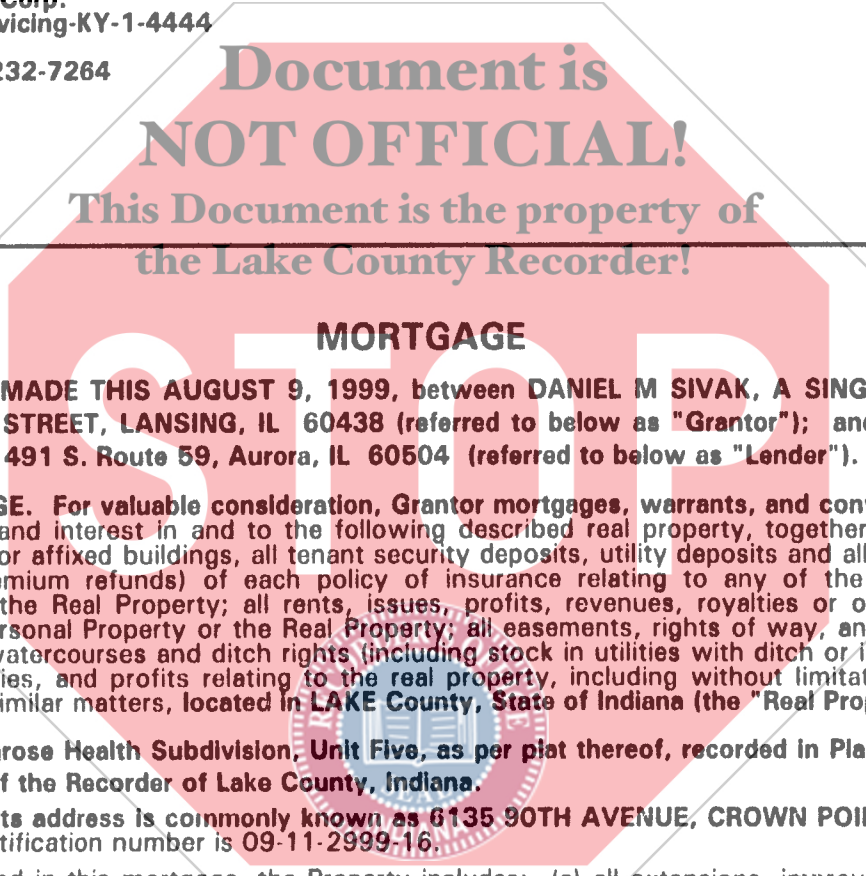 Corp.
vicing-KY-1-4444
232-7264
Document is
NOT OFFICIAL!
This Document is the property of
the Lake County Recorder!
STOP
MORTGAGE
MADE THIS AUGUST 9, 1999, between DANIEL M SIVAK, A SING
STREET, LANSING, IL 60438 (referred to below as "Grantor"); and
491 S. Route 59, Aurora, IL 60504 (referred to below as "Lender").
GE. For valuable consideration, Grantor mortgages, warrants, and con
and interest in and to the following described real property, together
or affixed buildings, all tenant security deposits, utility deposits and all
emium refunds) of each policy of insurance relating to any of the
the Real Property; all rents, issues, profits, revenues, royalties or o
ersonal Property or the Real Property; all easements, rights of way, an
watercourses and ditch rights (including stock in utilities with ditch or i
ies, and profits relating to the real property, including without limitat
imilar matters, located in LAKE County, State of Indiana (the "Real Prop
rose Health Subdivision, Unit Five, as per plat thereof, recorded in Pla
f the Recorder of Lake County, Indiana.
ts address is commonly known as 6135 90TH AVENUE, CROWN POI
tification number is 09-11-2999-16.
SEAL
INDIANA